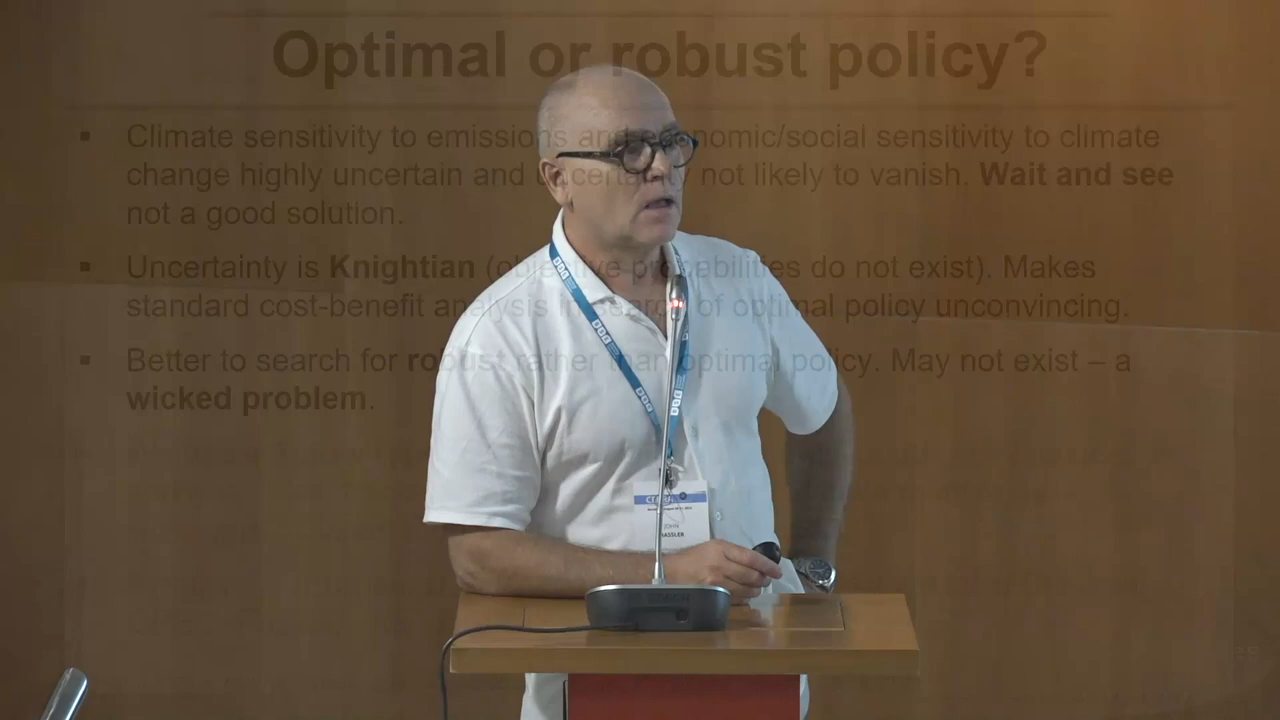 Optimal or robust policy?
▪ Climate sensitivity to emissions and economic/social sensitivity to climate
change highly uncertain and uncertainty not likely to vanish. Wait and see
not a good solution.
▪ Uncertainty is Knightian (objective probabilities do not exist). Makes
standard cost-benefit analysis in search of optimal policy unconvincing.
▪ Better to search for robust rather than optimal policy. May not exist – a
wicked problem.
JOHN
HASSLER